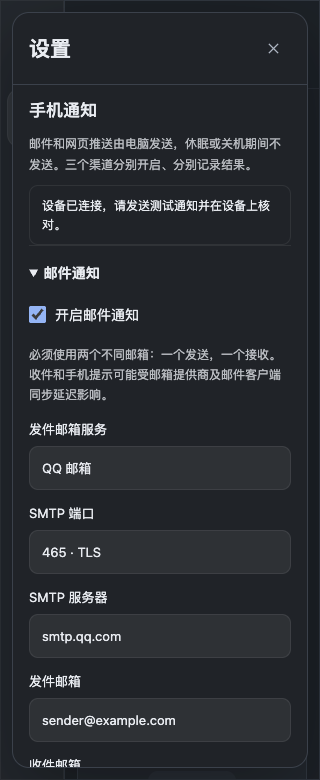 设置
手机通知
邮件和网页推送由电脑发送，休眠或关机期间不
发送。三个渠道分别开启、分别记录结果。
设备已连接，请发送测试通知并在设备上核
对。
邮件通知
开启邮件通知
必须使用两个不同邮箱：一个发送，一个接收。
收件和手机提示可能受邮箱提供商及邮件客户端
同步延迟影响。
发件邮箱服务
QQ 邮箱
SMTP 端口
465 · TLS
SMTP 服务器
smtp.qq.com
发件邮箱
sender@example.com
收件邮箱